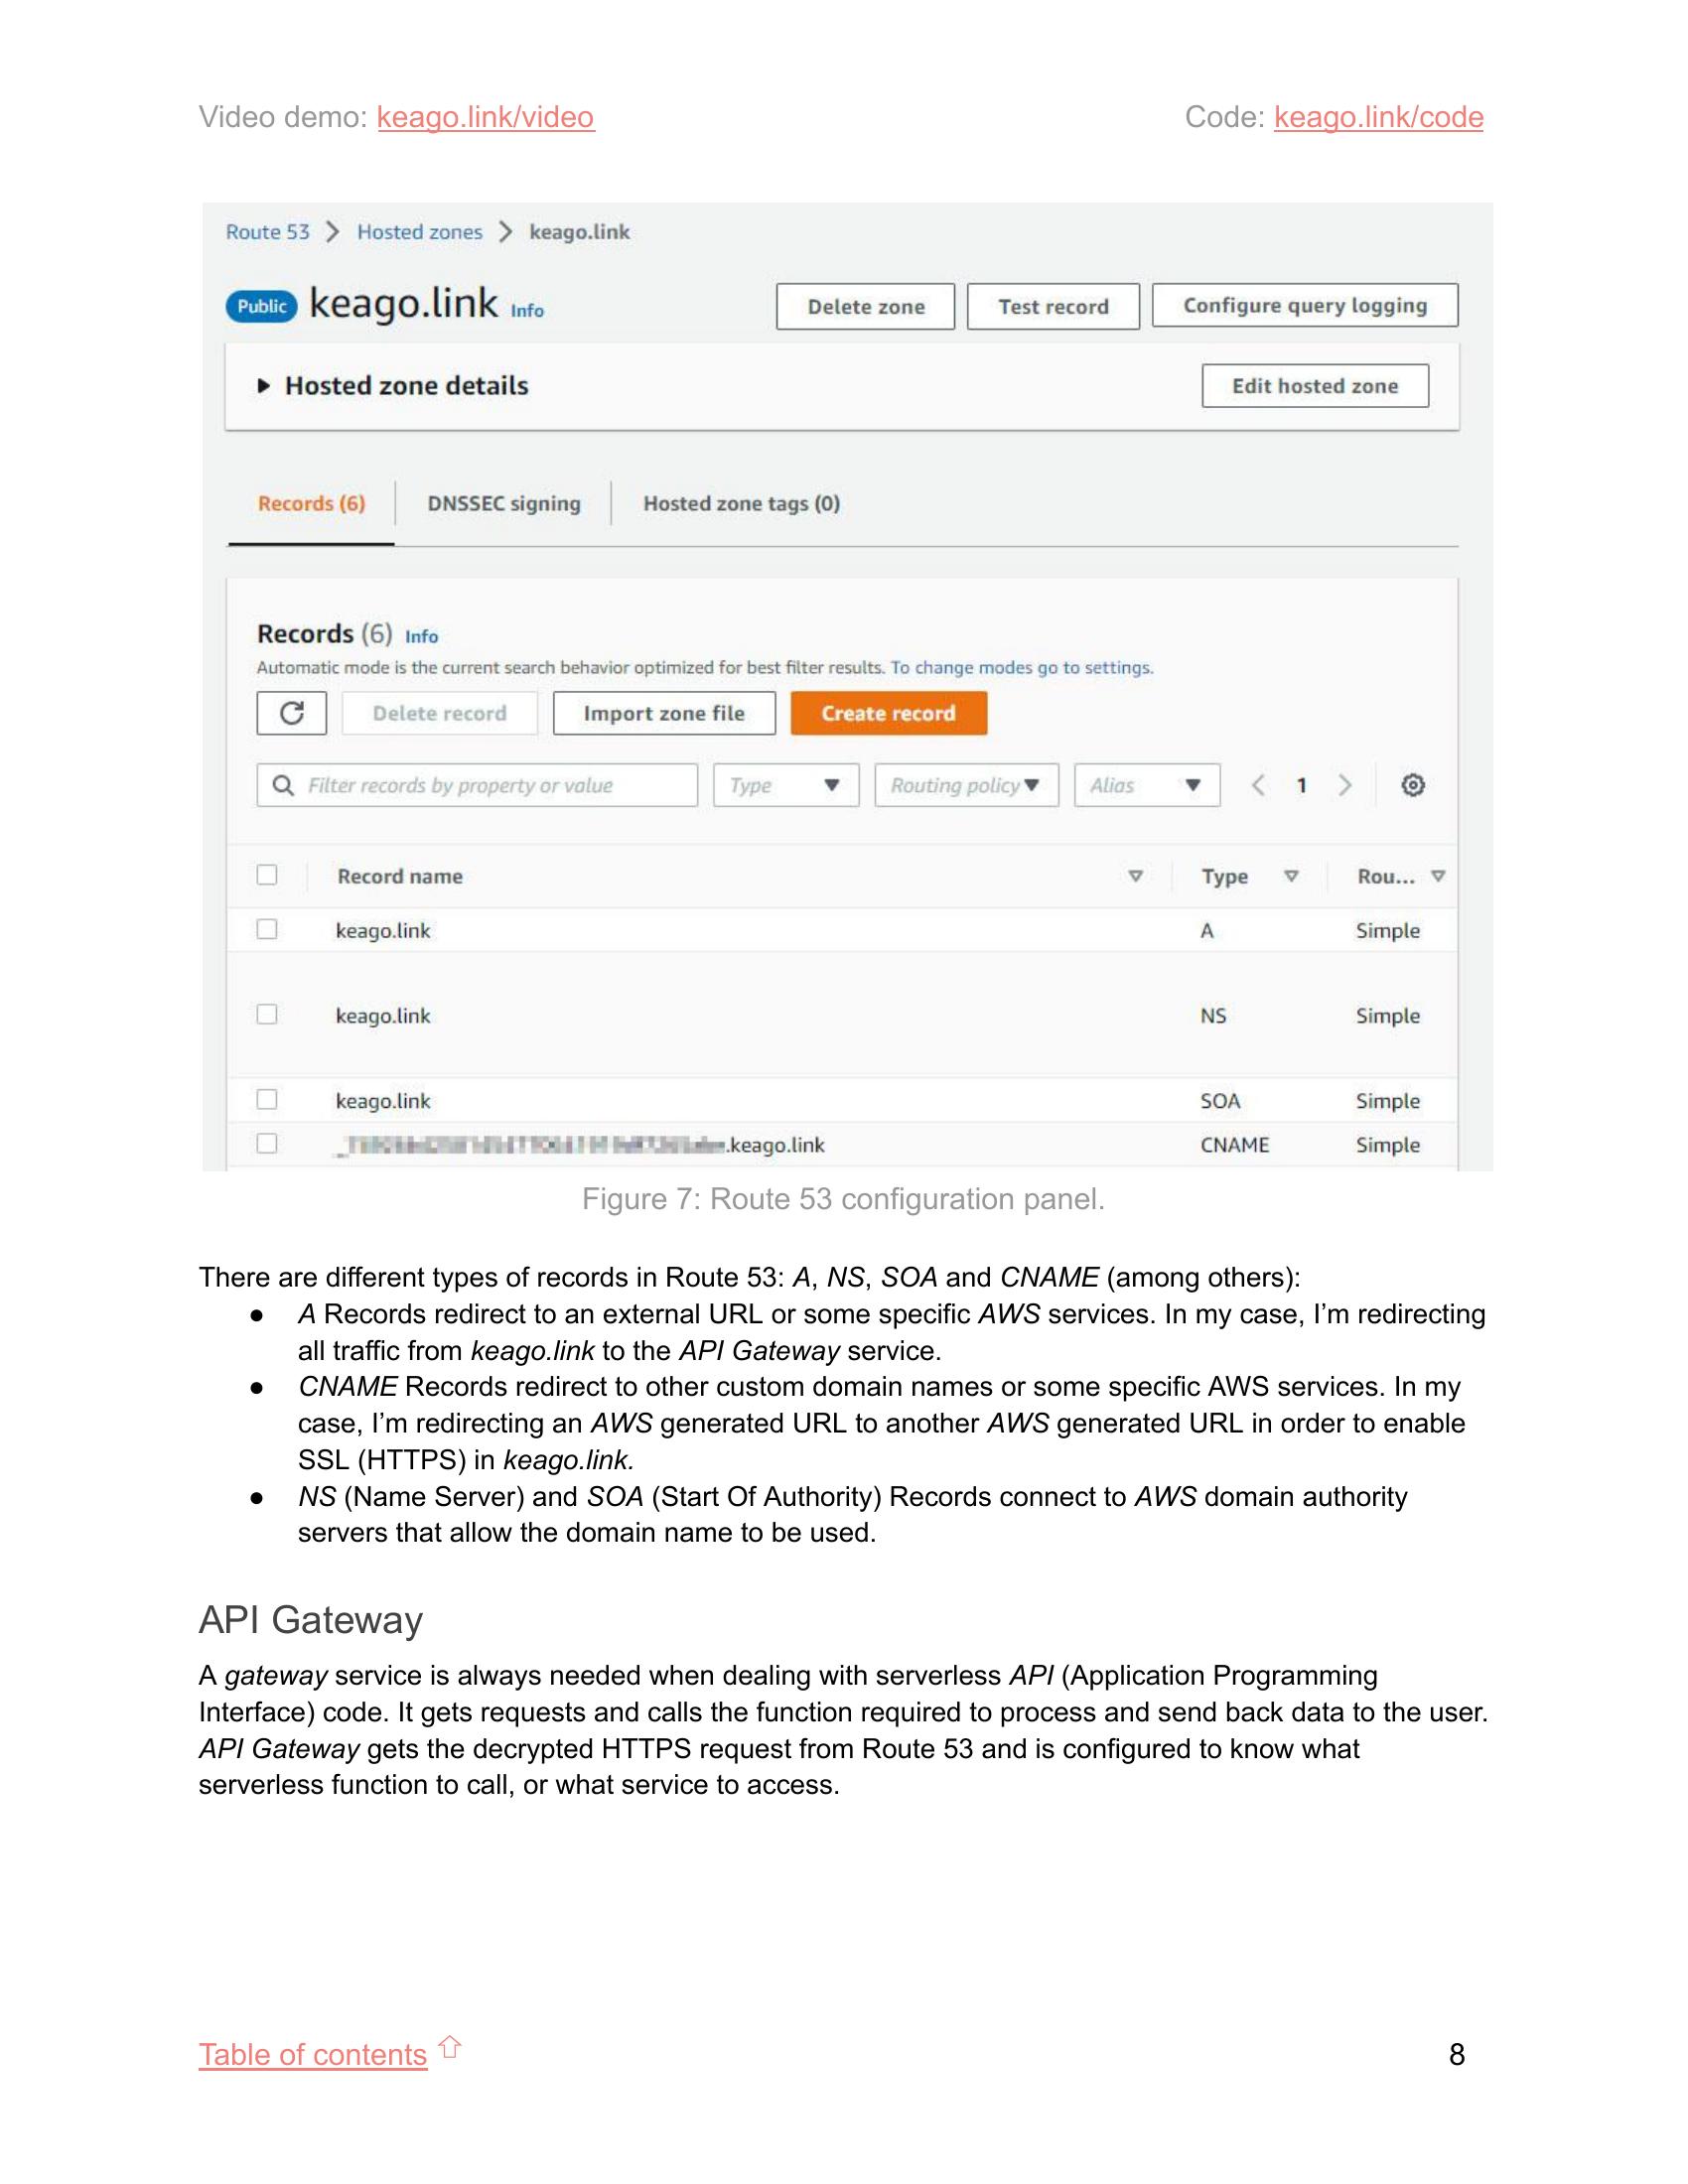 Video demo: keago.link/video
Code: keago.link/code
Route 53 > Hosted zones > keago.link
Public keago.link Info
Delete zone Test record Configure query logging
Hosted zone details
Edit hosted zone
Records (6) DNSSEC signing Hosted zone tags (0)
Records (6) Info
Automatic mode is the current search behavior optimized for best filter results. To change modes go to settings.
Delete record Import zone file Create record
Filter records by property or value Type Routing policy Alias < 1 >
Record name Type Rou...
keago.link A Simple
keago.link NS Simple
keago.link SOA Simple
.keago.link CNAME Simple
Figure 7: Route 53 configuration panel.
There are different types of records in Route 53: A, NS, SOA and CNAME (among others):
● A Records redirect to an external URL or some specific AWS services. In my case, I’m redirecting
all traffic from keago.link to the API Gateway service.
● CNAME Records redirect to other custom domain names or some specific AWS services. In my
case, I’m redirecting an AWS generated URL to another AWS generated URL in order to enable
SSL (HTTPS) in keago.link.
● NS (Name Server) and SOA (Start Of Authority) Records connect to AWS domain authority
servers that allow the domain name to be used.
API Gateway
A gateway service is always needed when dealing with serverless API (Application Programming
Interface) code. It gets requests and calls the function required to process and send back data to the user.
API Gateway gets the decrypted HTTPS request from Route 53 and is configured to know what
serverless function to call, or what service to access.
Table of contents ⇧
8